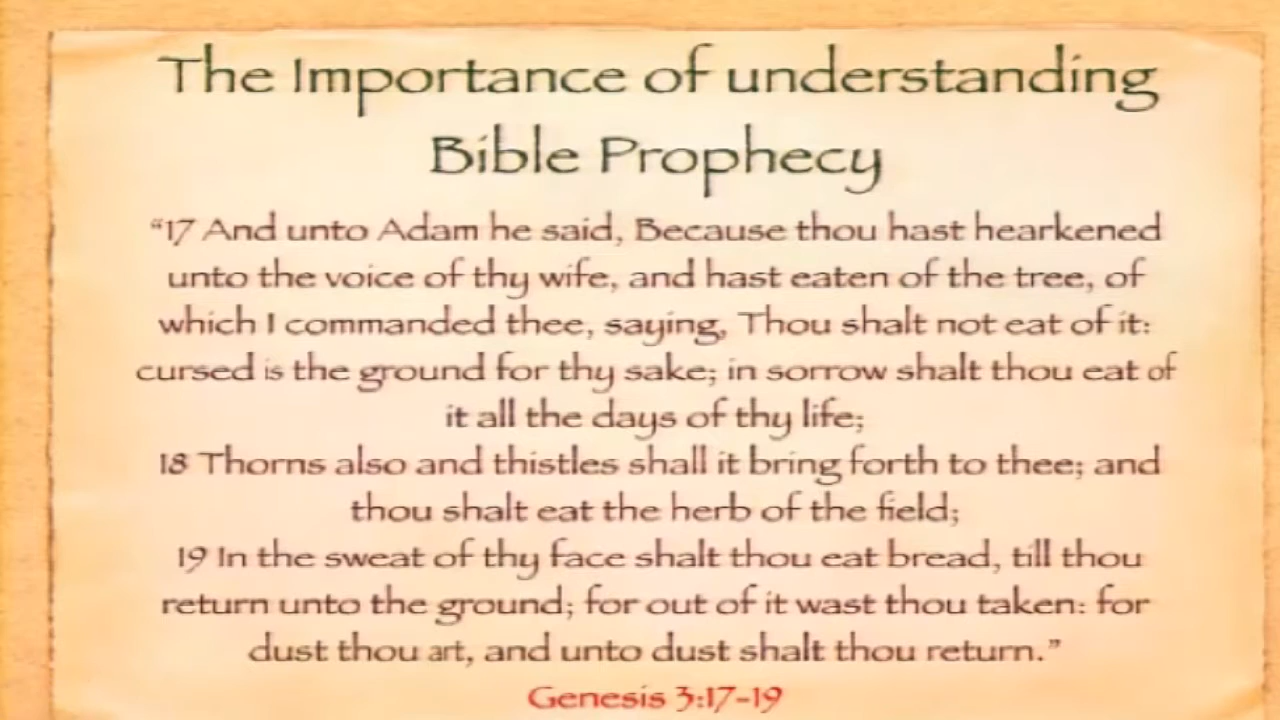 The Importance of understanding
Bible Prophecy
“17 And unto Adam he said, Because thou hast hearkened
unto the voice of thy wife, and hast eaten of the tree, of
which I commanded thee, saying, Thou shalt not eat of it:
cursed is the ground for thy sake; in sorrow shalt thou eat of
it all the days of thy life;
18 Thorns also and thistles shall it bring forth to thee; and
thou shalt eat the herb of the field;
19 In the sweat of thy face shalt thou eat bread, till thou
return unto the ground; for out of it wast thou taken: for
dust thou art, and unto dust shalt thou return.”
Genesis 3:17-19